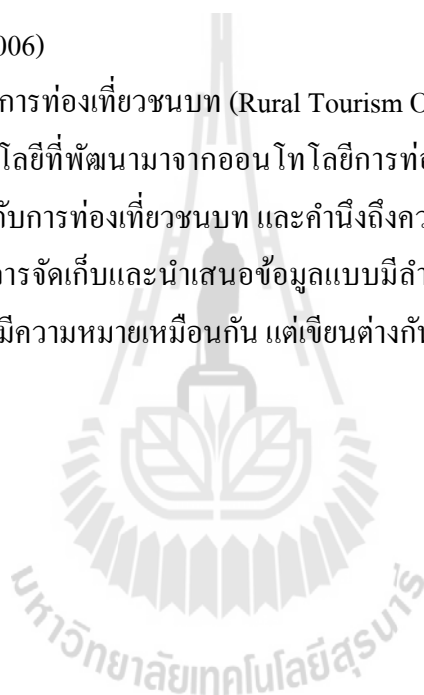 006)
การท่องเที่ยวชนบท (Rural Tourism O
โลยีที่พัฒนามาจากออนโทโลยีการท่อ
กับการท่องเที่ยวชนบท และคำนึงถึงคว
การจัดเก็บและนำเสนอข้อมูลแบบมีลำ
มีความหมายเหมือนกัน แต่เขียนต่างกัน
มหาวิทยาลัยเทคโนโลยีสุรนารี